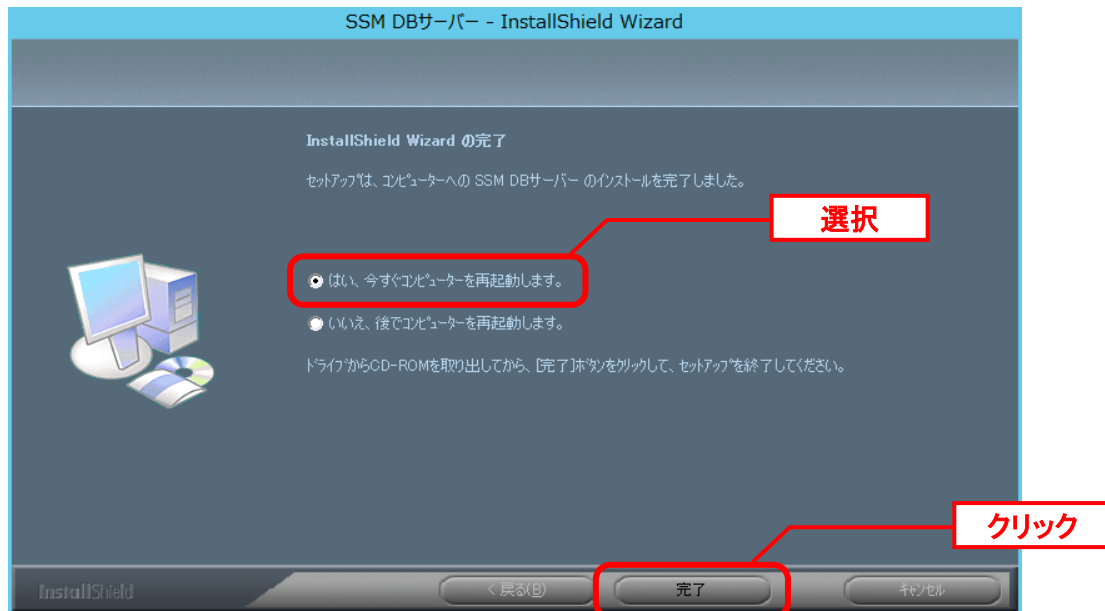 SSM DBサーバー - InstallShield Wizard
InstallShield Wizard の完了
セットアップは、コンピューターへの SSM DBサーバー のインストールを完了しました。
選択
はい、今すぐコンピューターを再起動します。
いいえ、後でコンピューターを再起動します。
ドライブからCD-ROMを取り出してから、[完了]ボタンをクリックして、セットアップを終了してください。
クリック
InstallShield
< 戻る(B)
完了
キャンセル